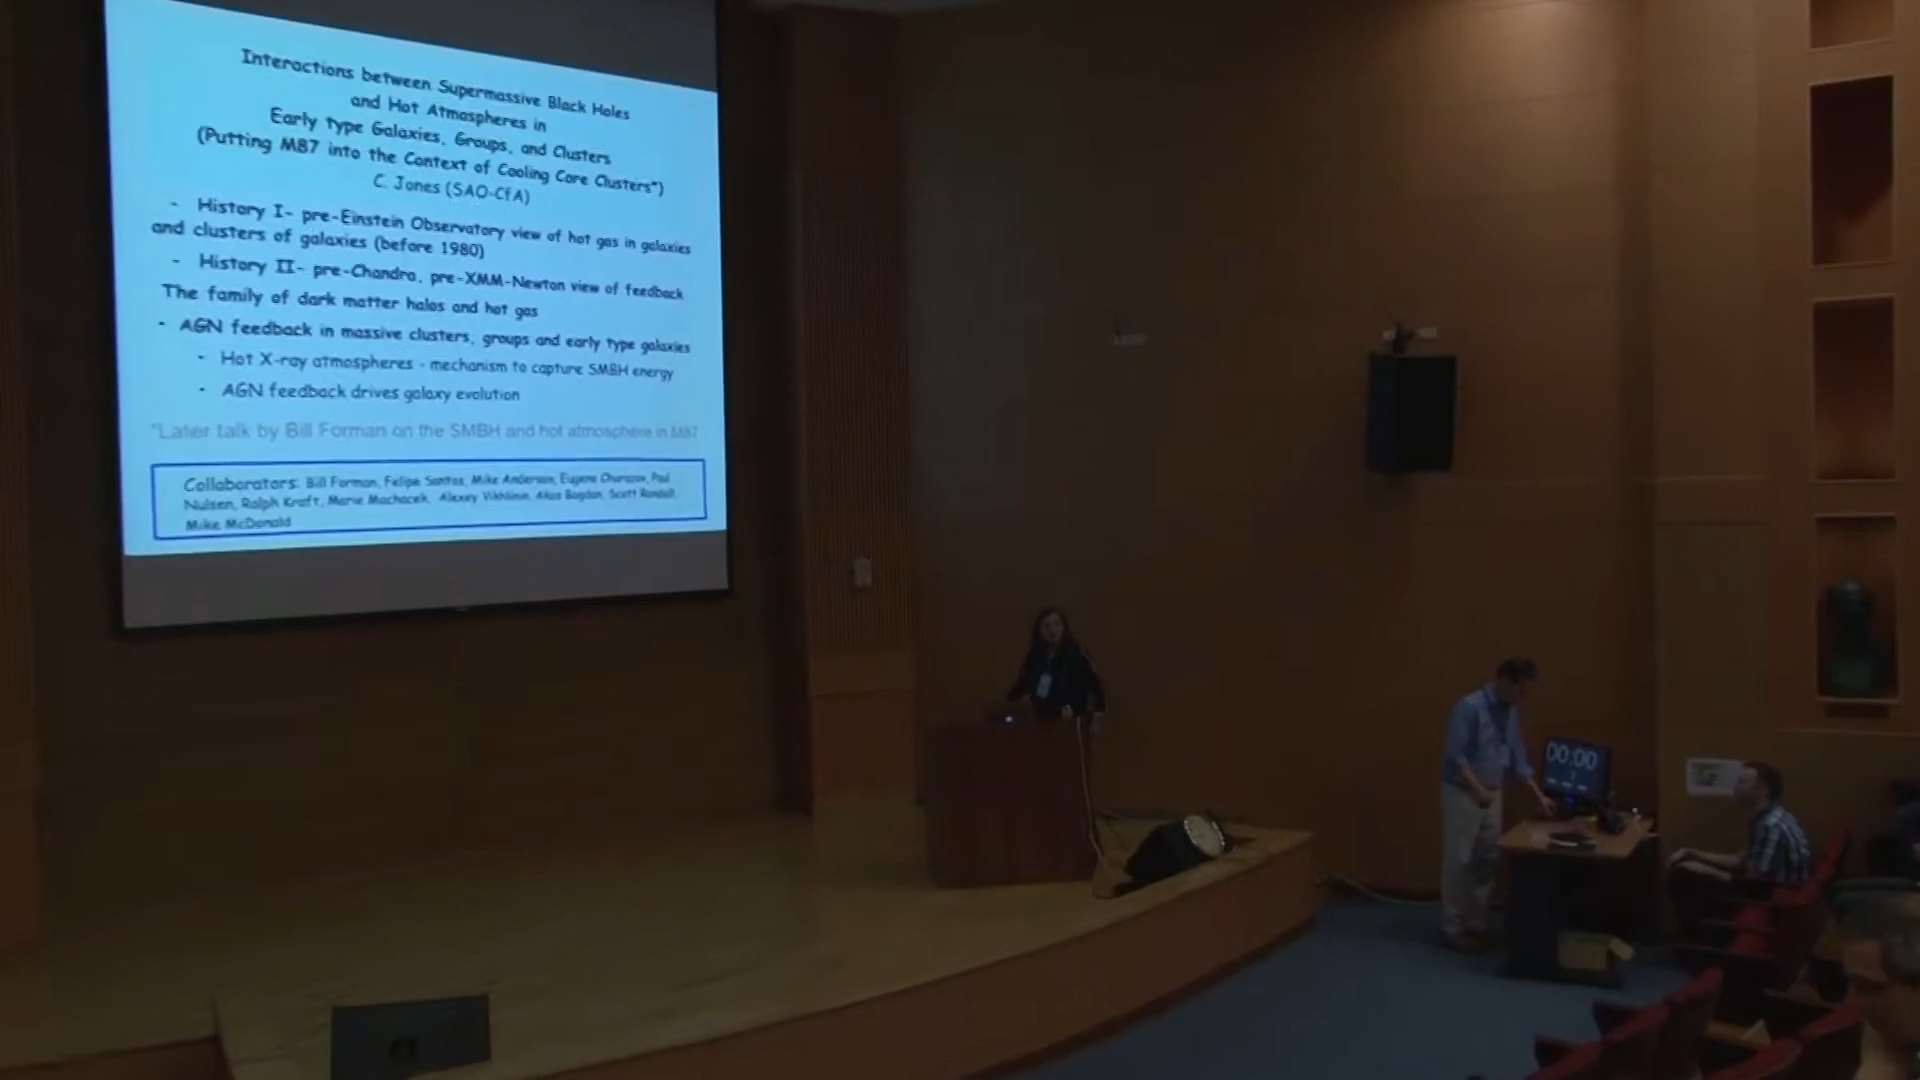 Interactions between Supermassive Black Holes
and Hot Atmospheres in
Early type Galaxies, Groups, and Clusters
(Putting M87 into the Context of Cooling Core Clusters*)
C. Jones (SAO-CfA)
- History I- pre-Einstein Observatory view of hot gas in galaxies
and clusters of galaxies (before 1980)
- History II- pre-Chandra, pre-XMM-Newton view of feedback
The family of dark matter halos and hot gas
- AGN feedback in massive clusters, groups and early type galaxies
- Hot X-ray atmospheres - mechanism to capture SMBH energy
- AGN feedback drives galaxy evolution
*Later talk by Bill Forman on the SMBH and hot atmosphere in M87
Collaborators: Bill Forman, Felipe Santos, Mike Anderson, Eugene Churazov, Paul
Nulsen, Ralph Kraft, Marie Machacek, Alexey Vikhlinin, Akos Bogdan, Scott Randall,
Mike McDonald
00:00